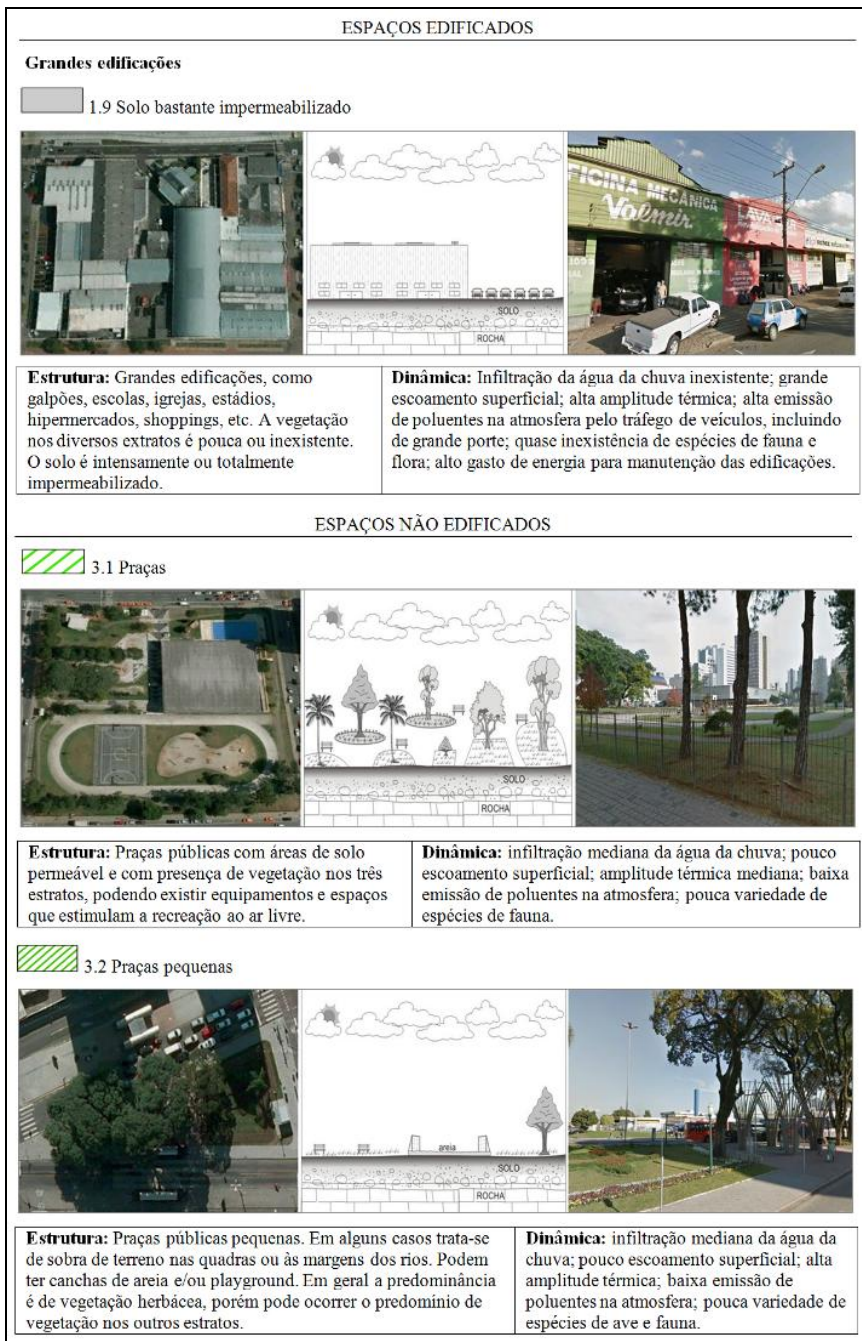 ESPAÇOS EDIFICADOS
Grandes edificações
1.9 Solo bastante impermeabilizado
FICINA MECÂNICA
Valmir.
LAVACAR
SOLO
ROCHA
Estrutura: Grandes edificações, como
galpões, escolas, igrejas, estádios,
hipermercados, shoppings, etc. A vegetação
nos diversos extratos é pouca ou inexistente.
O solo é intensamente ou totalmente
impermeabilizado.
Dinâmica: Infiltração da água da chuva inexistente; grande
escoamento superficial; alta amplitude térmica; alta emissão
de poluentes na atmosfera pelo tráfego de veículos, incluindo
de grande porte; quase inexistência de espécies de fauna e
flora; alto gasto de energia para manutenção das edificações.
ESPAÇOS NÃO EDIFICADOS
3.1 Praças
SOLO
ROCHA
Estrutura: Praças públicas com áreas de solo
permeável e com presença de vegetação nos três
estratos, podendo existir equipamentos e espaços
que estimulam a recreação ao ar livre.
Dinâmica: infiltração mediana da água da chuva; pouco
escoamento superficial; amplitude térmica mediana; baixa
emissão de poluentes na atmosfera; pouca variedade de
espécies de fauna.
3.2 Praças pequenas
areia
SOLO
ROCHA
Estrutura: Praças públicas pequenas. Em alguns casos trata-se
de sobra de terreno nas quadras ou às margens dos rios. Podem
ter canchas de areia e/ou playground. Em geral a predominância
é de vegetação herbácea, porém pode ocorrer o predomínio de
vegetação nos outros estratos.
Dinâmica: infiltração mediana da água da
chuva; pouco escoamento superficial; alta
amplitude térmica; baixa emissão de
poluentes na atmosfera; pouca variedade de
espécies de ave e fauna.